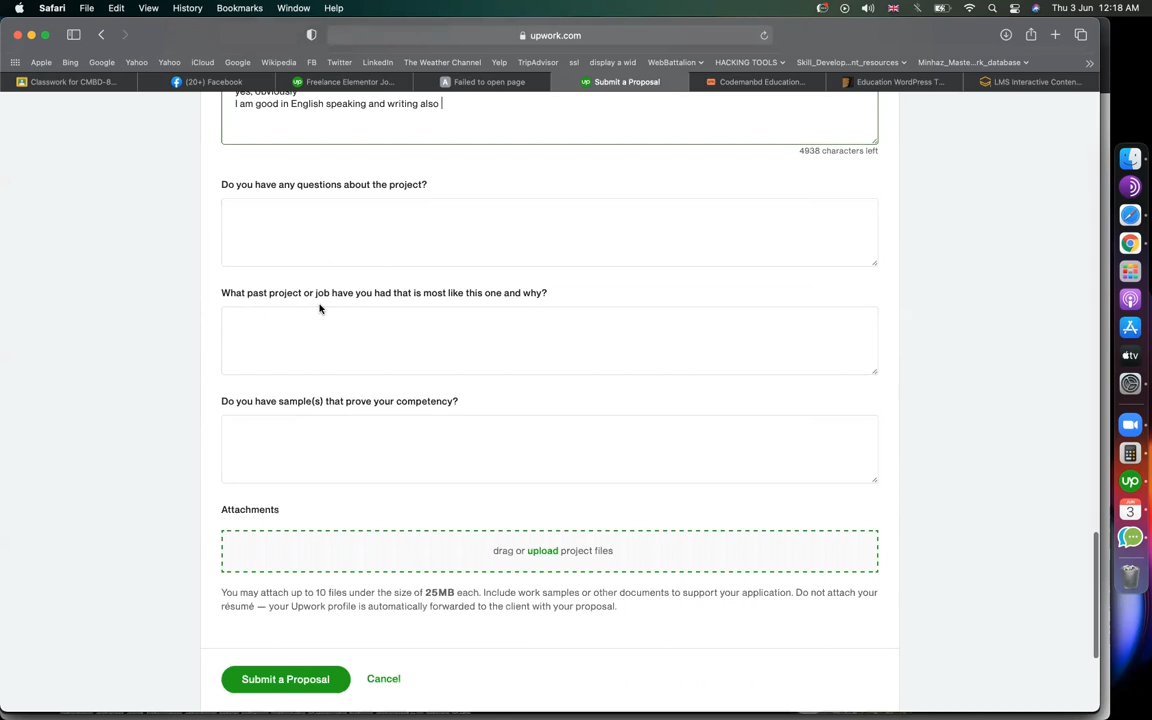 Safari File Edit View History Bookmarks Window Help Thu 3 Jun 12:18 AM
upwork.com
Apple Bing Google Yahoo Yahoo iCloud Google Wikipedia FB Twitter LinkedIn The Weather Channel Yelp TripAdvisor ssl display a wid WebBattalion HACKING TOOLS Skill_Develop...nt_resources Minhaz_Maste...rk_database
Classwork for CMBD-8... (20+) Facebook Freelance Elementor Jo... Failed to open page Submit a Proposal Codemanbd Education... Education WordPress T... LMS Interactive Conten...
yes, obviously
I am good in English speaking and writing also
4938 characters left
Do you have any questions about the project?
What past project or job have you had that is most like this one and why?
Do you have sample(s) that prove your competency?
Attachments
drag or upload project files
You may attach up to 10 files under the size of 25MB each. Include work samples or other documents to support your application. Do not attach your
résumé — your Upwork profile is automatically forwarded to the client with your proposal.
Submit a Proposal Cancel